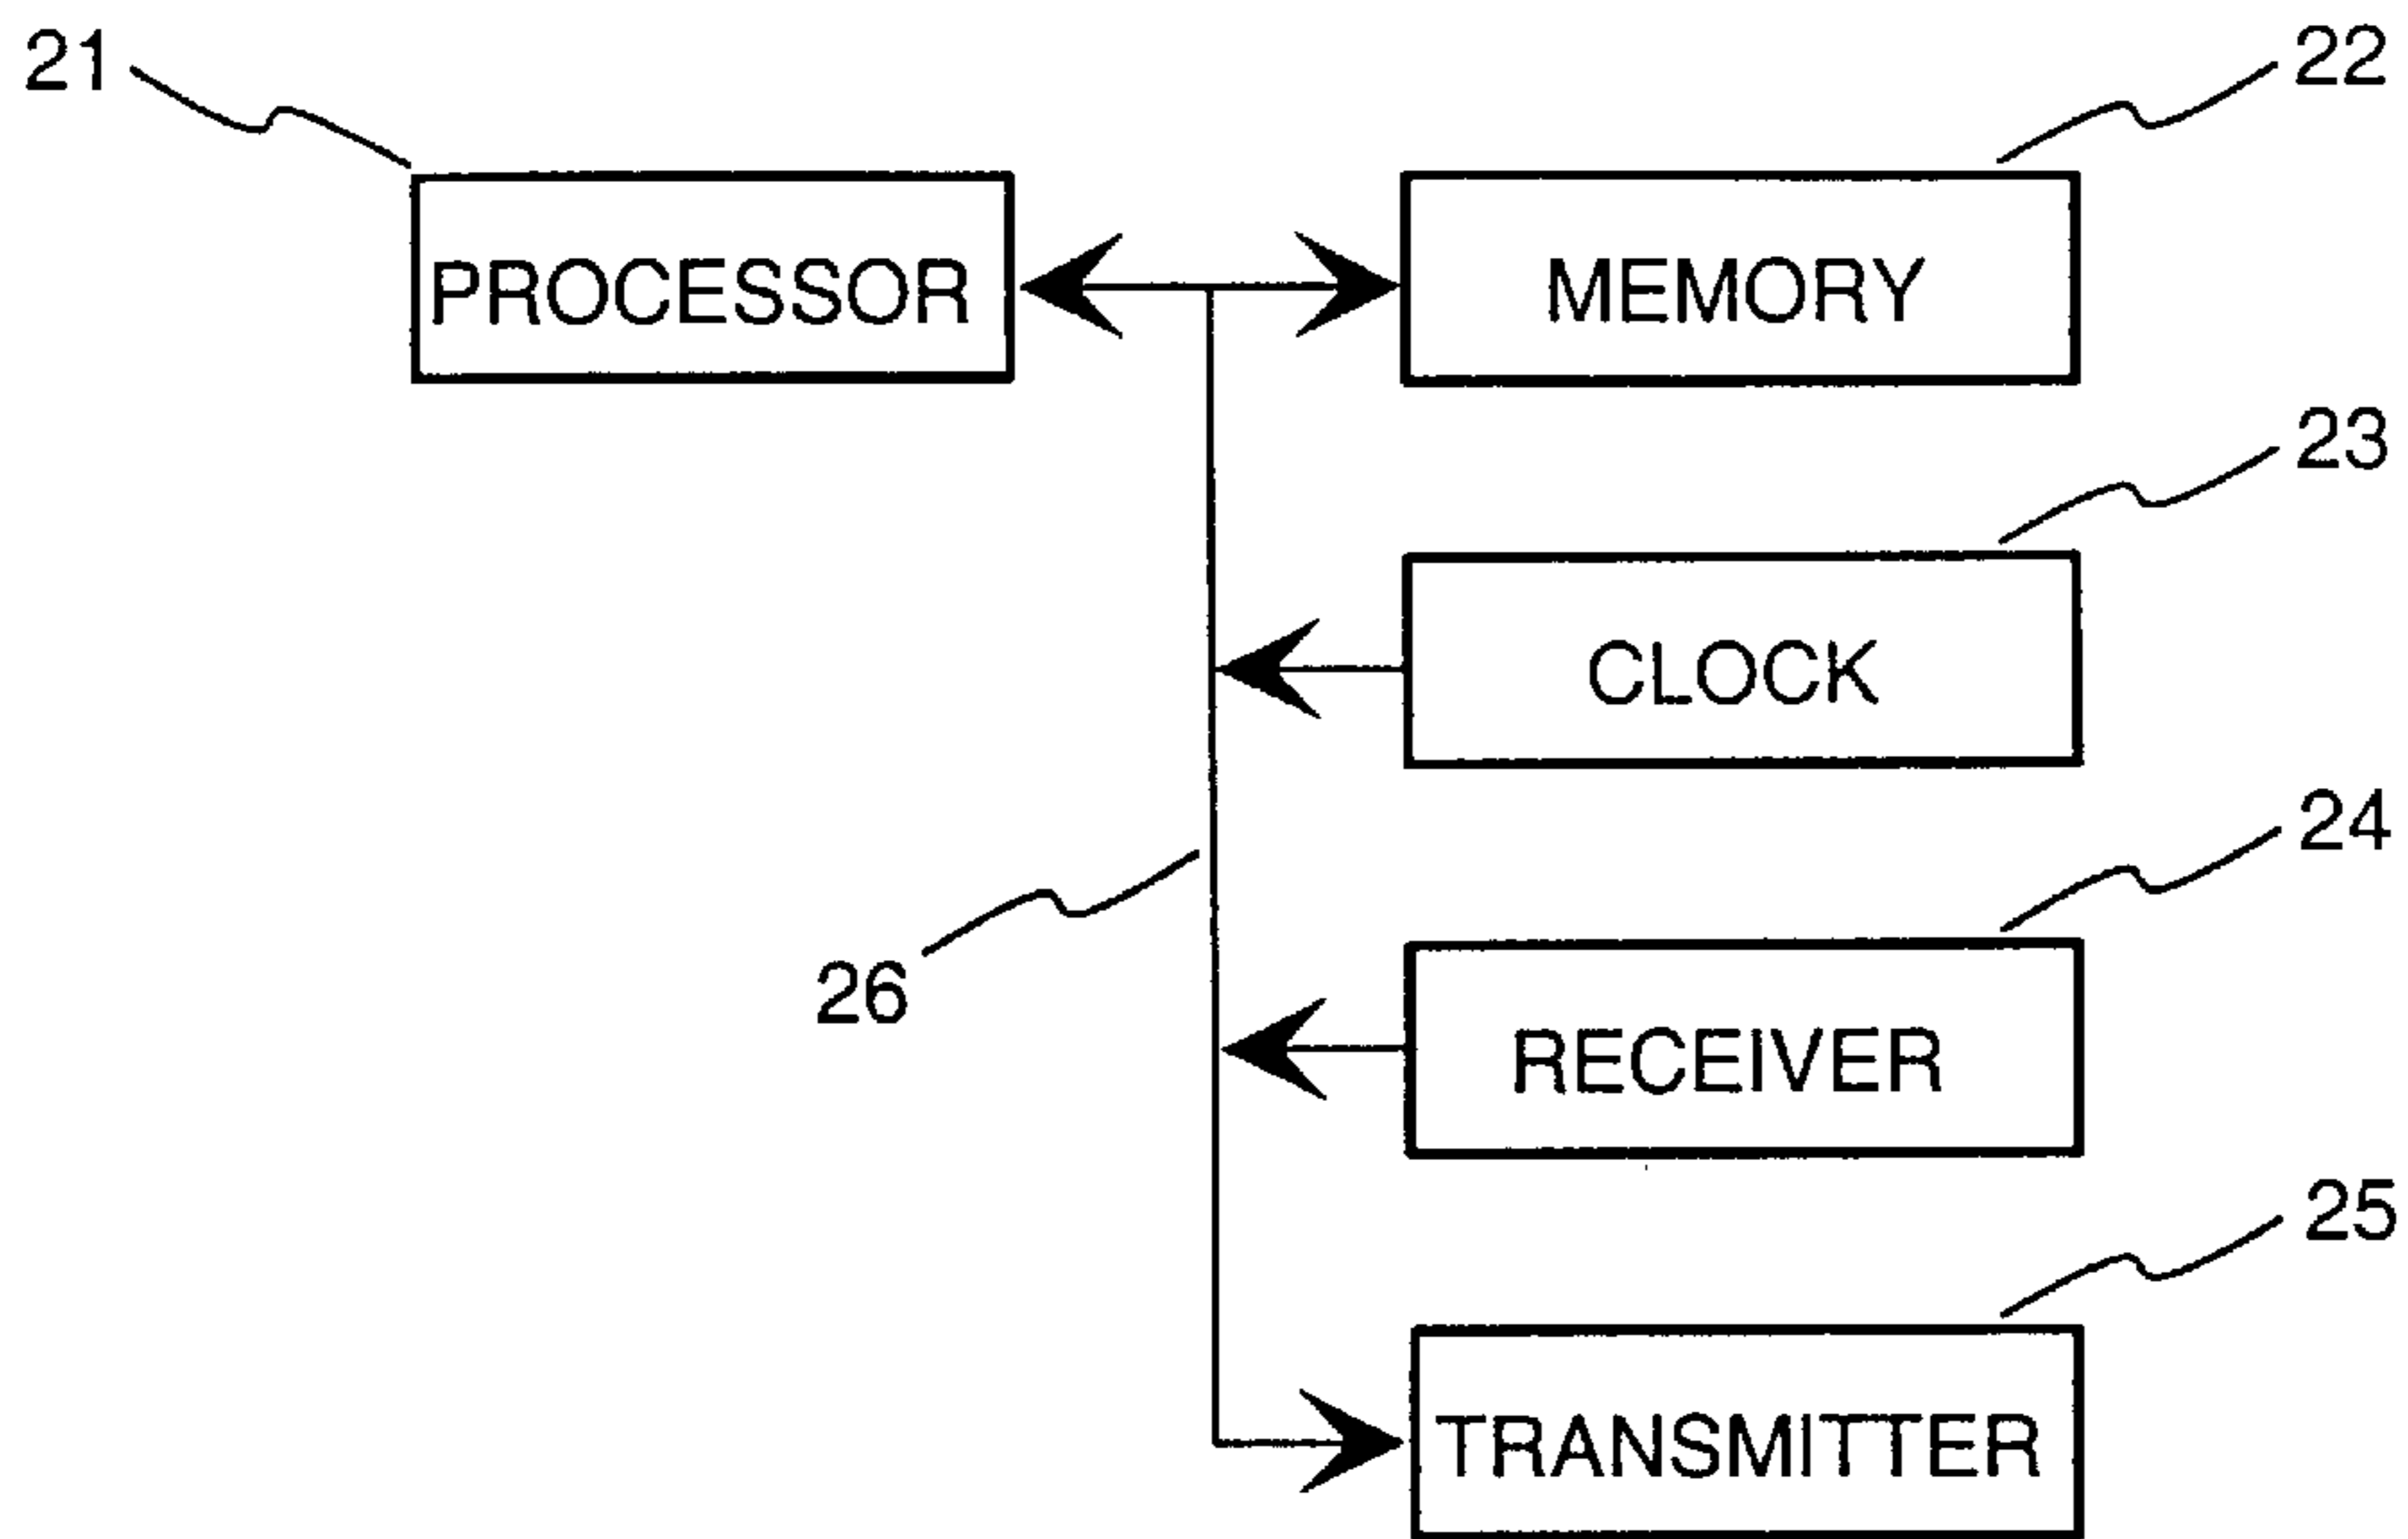 21
22
PROCESSOR
MEMORY
23
CLOCK
24
26
RECEIVER
25
TRANSMITTER